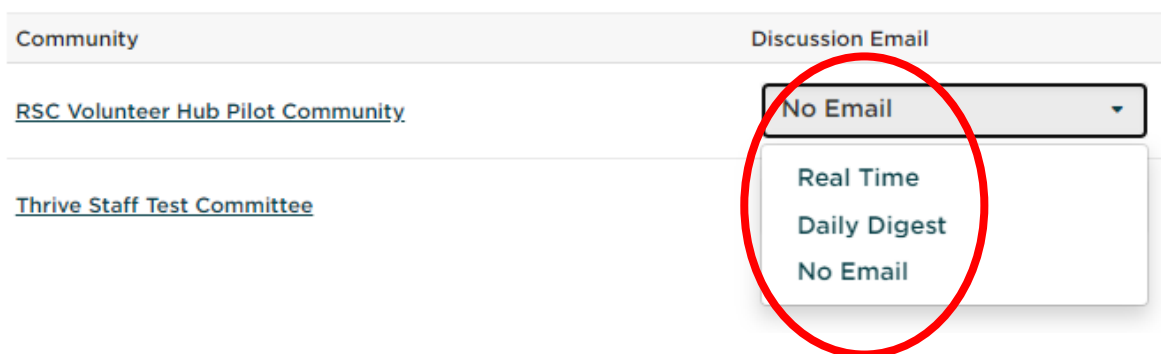 Community Discussion Email
RSC Volunteer Hub Pilot Community No Email
Real Time
Thrive Staff Test Committee
Daily Digest
No Email